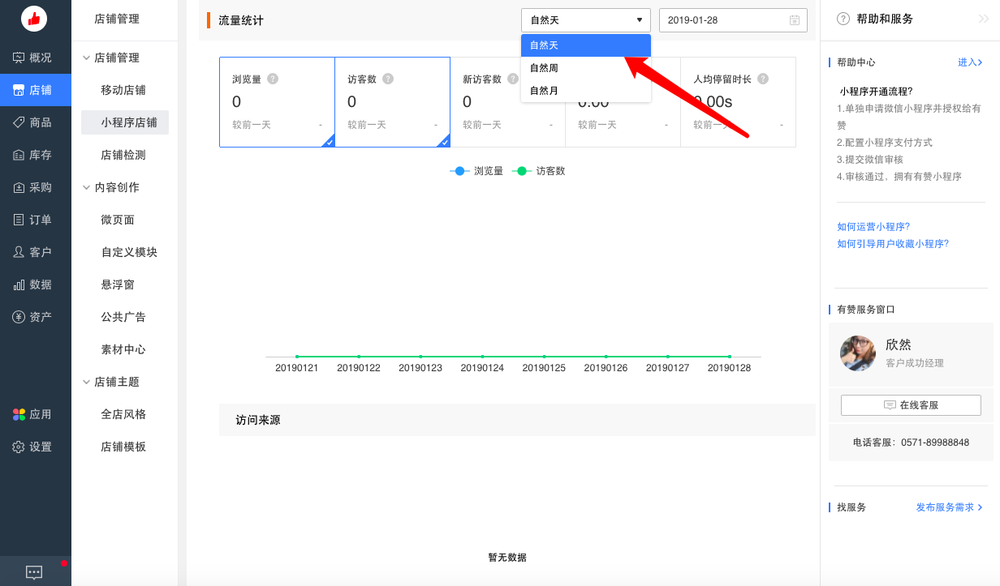 概况
店铺
商品
库存
采购
订单
客户
数据
资产
应用
设置
店铺管理
店铺管理
移动店铺
小程序店铺
店铺检测
内容创作
微页面
自定义模块
悬浮窗
公共广告
素材中心
店铺主题
全店风格
店铺模板
流量统计
自然天
2019-01-28
自然天
自然周
自然月
浏览量 ?
0
较前一天 -
访客数 ?
0
较前一天 -
新访客数 ?
0
较前一天 -
0.00
较前一天 -
人均停留时长 ?
0.00s
较前一 -
浏览量 访客数
20190121 20190122 20190123 20190124 20190125 20190126 20190127 20190128
访问来源
暂无数据
? 帮助和服务
帮助中心 进入
小程序开通流程?
1.单独申请微信小程序并授权给有
赞
2.配置小程序支付方式
3.提交微信审核
4.审核通过，拥有有赞小程序
如何运营小程序?
如何引导用户收藏小程序?
有赞服务窗口
欣然
客户成功经理
在线客服
电话客服：0571-89988848
找服务 发布服务需求